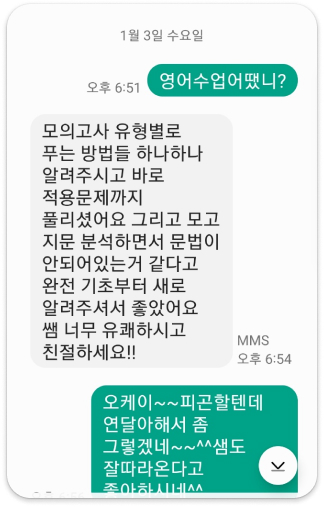 1월 3일 수요일
오후 6:51 영어수업어땠니?
모의고사 유형별로
푸는 방법들 하나하나
알려주시고 바로
적용문제까지
풀리셨어요 그리고 모고
지문 분석하면서 문법이
안되어있는거 같다고
완전 기초부터 새로
알려주셔서 좋았어요
쌤 너무 유쾌하시고
친절하세요!!
MMS
오후 6:54
오케이~~피곤할텐데
연달아해서 좀
그렇겠네~~^^샘도
잘따라온다고
좋아하시네^^